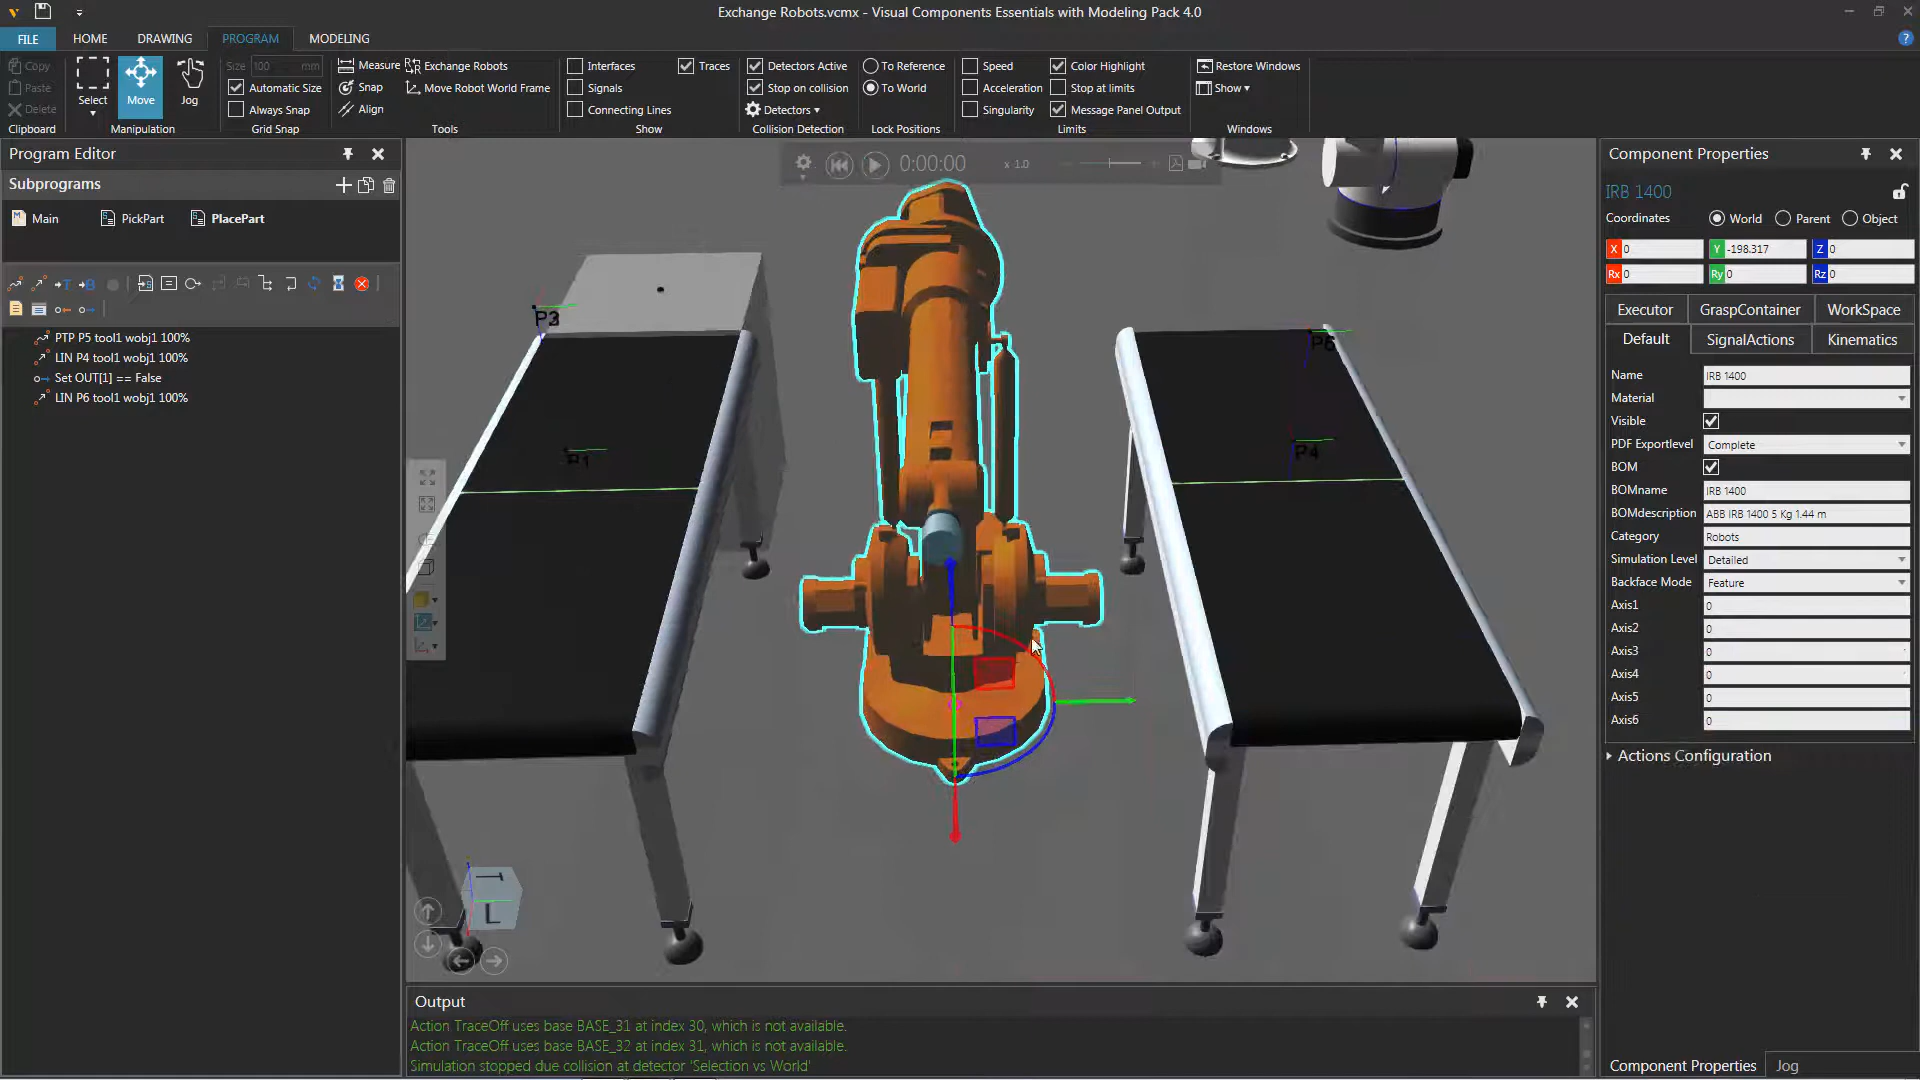 Exchange Robots.vcmx - Visual Components Essentials with Modeling Pack 4.0
FILE
HOME
DRAWING
PROGRAM
MODELING
Copy
Paste
Delete
Clipboard
Select
Move
Jog
Manipulation
Size 100 mm
Automatic Size
Always Snap
Grid Snap
Measure
Snap
Align
Exchange Robots
Move Robot World Frame
Tools
Interfaces
Signals
Connecting Lines
Traces
Show
Detectors Active
Stop on collision
Detectors
Collision Detection
To Reference
To World
Lock Positions
Speed
Acceleration
Singularity
Color Highlight
Stop at limits
Message Panel Output
Limits
Restore Windows
Show
Windows
Program Editor
Subprograms
Main
PickPart
PlacePart
PTP P5 tool1 wobj1 100%
LIN P4 tool1 wobj1 100%
Set OUT[1] == False
LIN P6 tool1 wobj1 100%
0:00:00
x 1.0
P1
P4
T
L
Output
Action TraceOff uses base BASE_31 at index 30, which is not available.
Action TraceOff uses base BASE_32 at index 31, which is not available.
Simulation stopped due collision at detector 'Selection vs World'
Component Properties
IRB 1400
Coordinates
World
Parent
Object
X 0
Y -198.317
Z 0
Rx 0
Ry 0
Rz 0
Executor
GraspContainer
WorkSpace
Default
SignalActions
Kinematics
Name IRB 1400
Material
Visible
PDF Exportlevel Complete
BOM
BOMname IRB 1400
BOMdescription ABB IRB 1400 5 Kg 1.44 m
Category Robots
Simulation Level Detailed
Backface Mode Feature
Axis1 0
Axis2 0
Axis3 0
Axis4 0
Axis5 0
Axis6 0
Actions Configuration
Component Properties
Jog